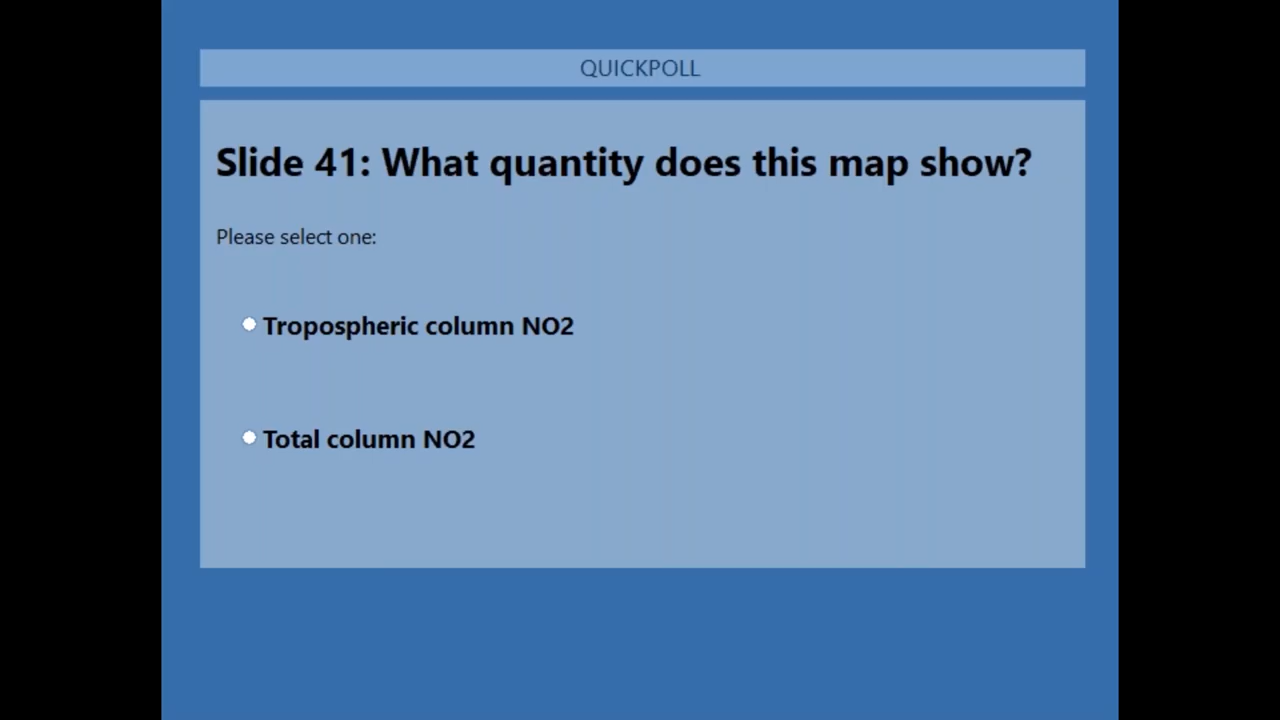 QUICKPOLL
Slide 41: What quantity does this map show?
Please select one:
Tropospheric column NO2
Total column NO2